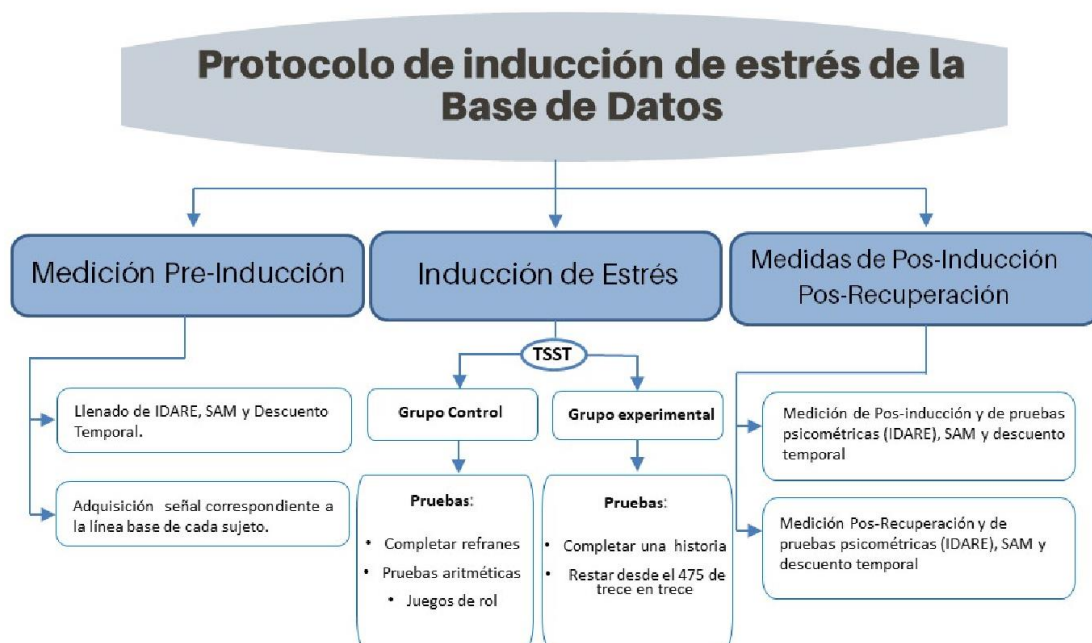 Protocolo de inducción de estrés de la
Base de Datos
Medición Pre-Inducción
Inducción de Estrés
Medidas de Pos-Inducción
Pos-Recuperación
TSST
Llenado de IDARE, SAM y Descuento
Temporal.
Adquisición señal correspondiente a
la línea base de cada sujeto.
Grupo Control
Pruebas:
• Completar refranes
• Pruebas aritméticas
• Juegos de rol
Grupo experimental
Pruebas:
• Completar una historia
• Restar desde el 475 de
trece en trece
Medición de Pos-inducción y de pruebas
psicométricas (IDARE), SAM y descuento
temporal
Medición Pos-Recuperación y de
pruebas psicométricas (IDARE), SAM y
descuento temporal